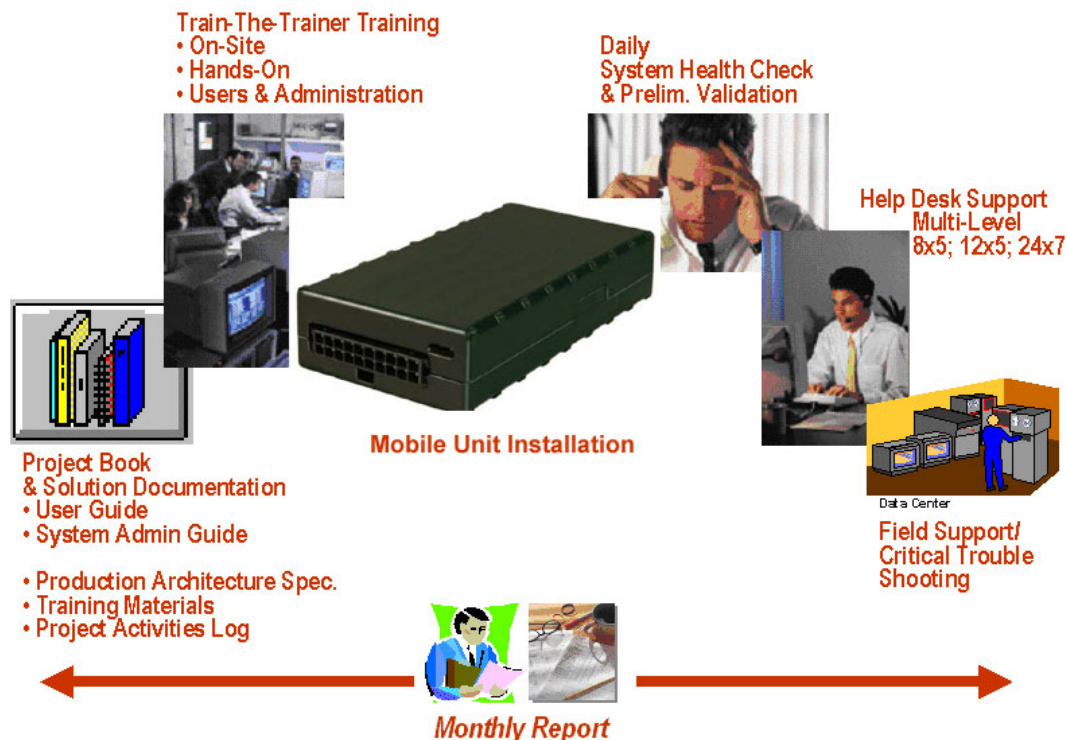 Train-The-Trainer Training
• On-Site
• Hands-On
• Users & Administration
Daily
System Health Check
& Prelim. Validation
Help Desk Support
Multi-Level
8x5; 12x5; 24x7
Mobile Unit Installation
Project Book
& Solution Documentation
• User Guide
• System Admin Guide
• Production Architecture Spec.
• Training Materials
• Project Activities Log
Data Center
Field Support/
Critical Trouble
Shooting
Monthly Report